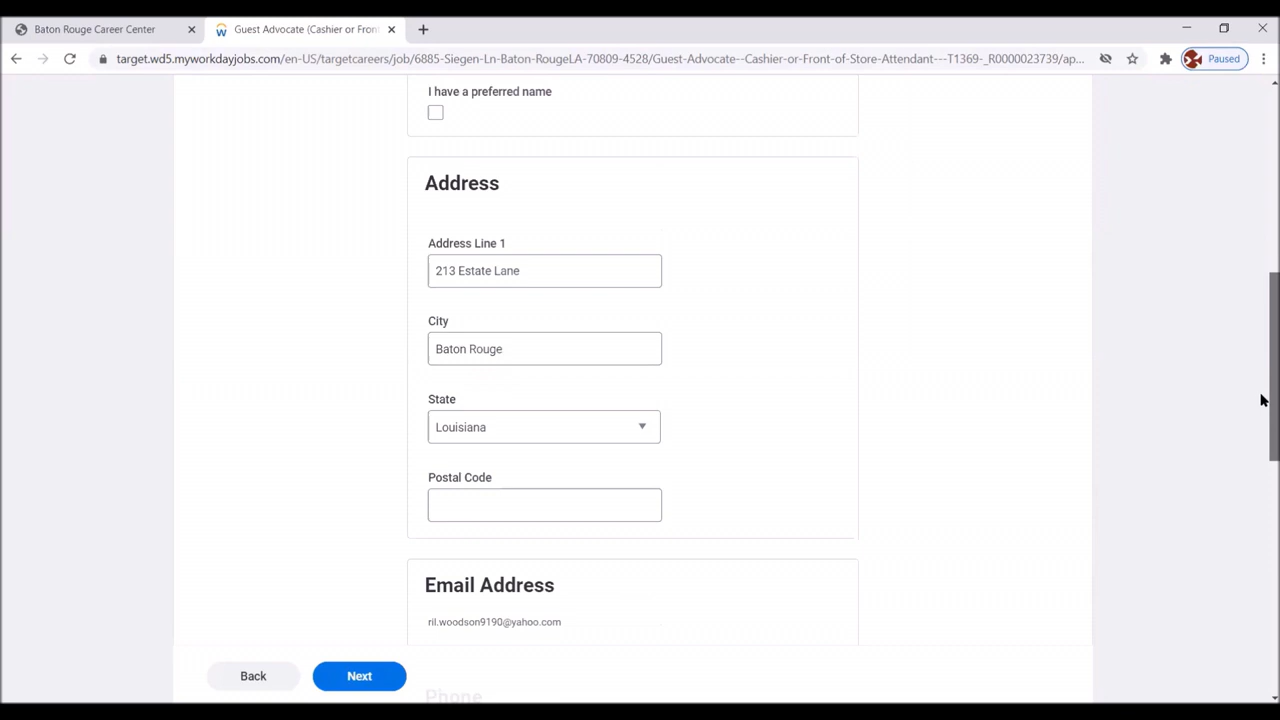 Baton Rouge Career Center
Guest Advocate (Cashier or Front
target.wd5.myworkdayjobs.com/en-US/targetcareers/job/6885-Siegen-Ln-Baton-RougeLA-70809-4528/Guest-Advocate--Cashier-or-Front-of-Store-Attendant---T1369-_R0000023739/ap...
Paused
I have a preferred name
Address
Address Line 1
213 Estate Lane
City
Baton Rouge
State
Louisiana
Postal Code
Email Address
ril.woodson9190@yahoo.com
Back
Next
Phone